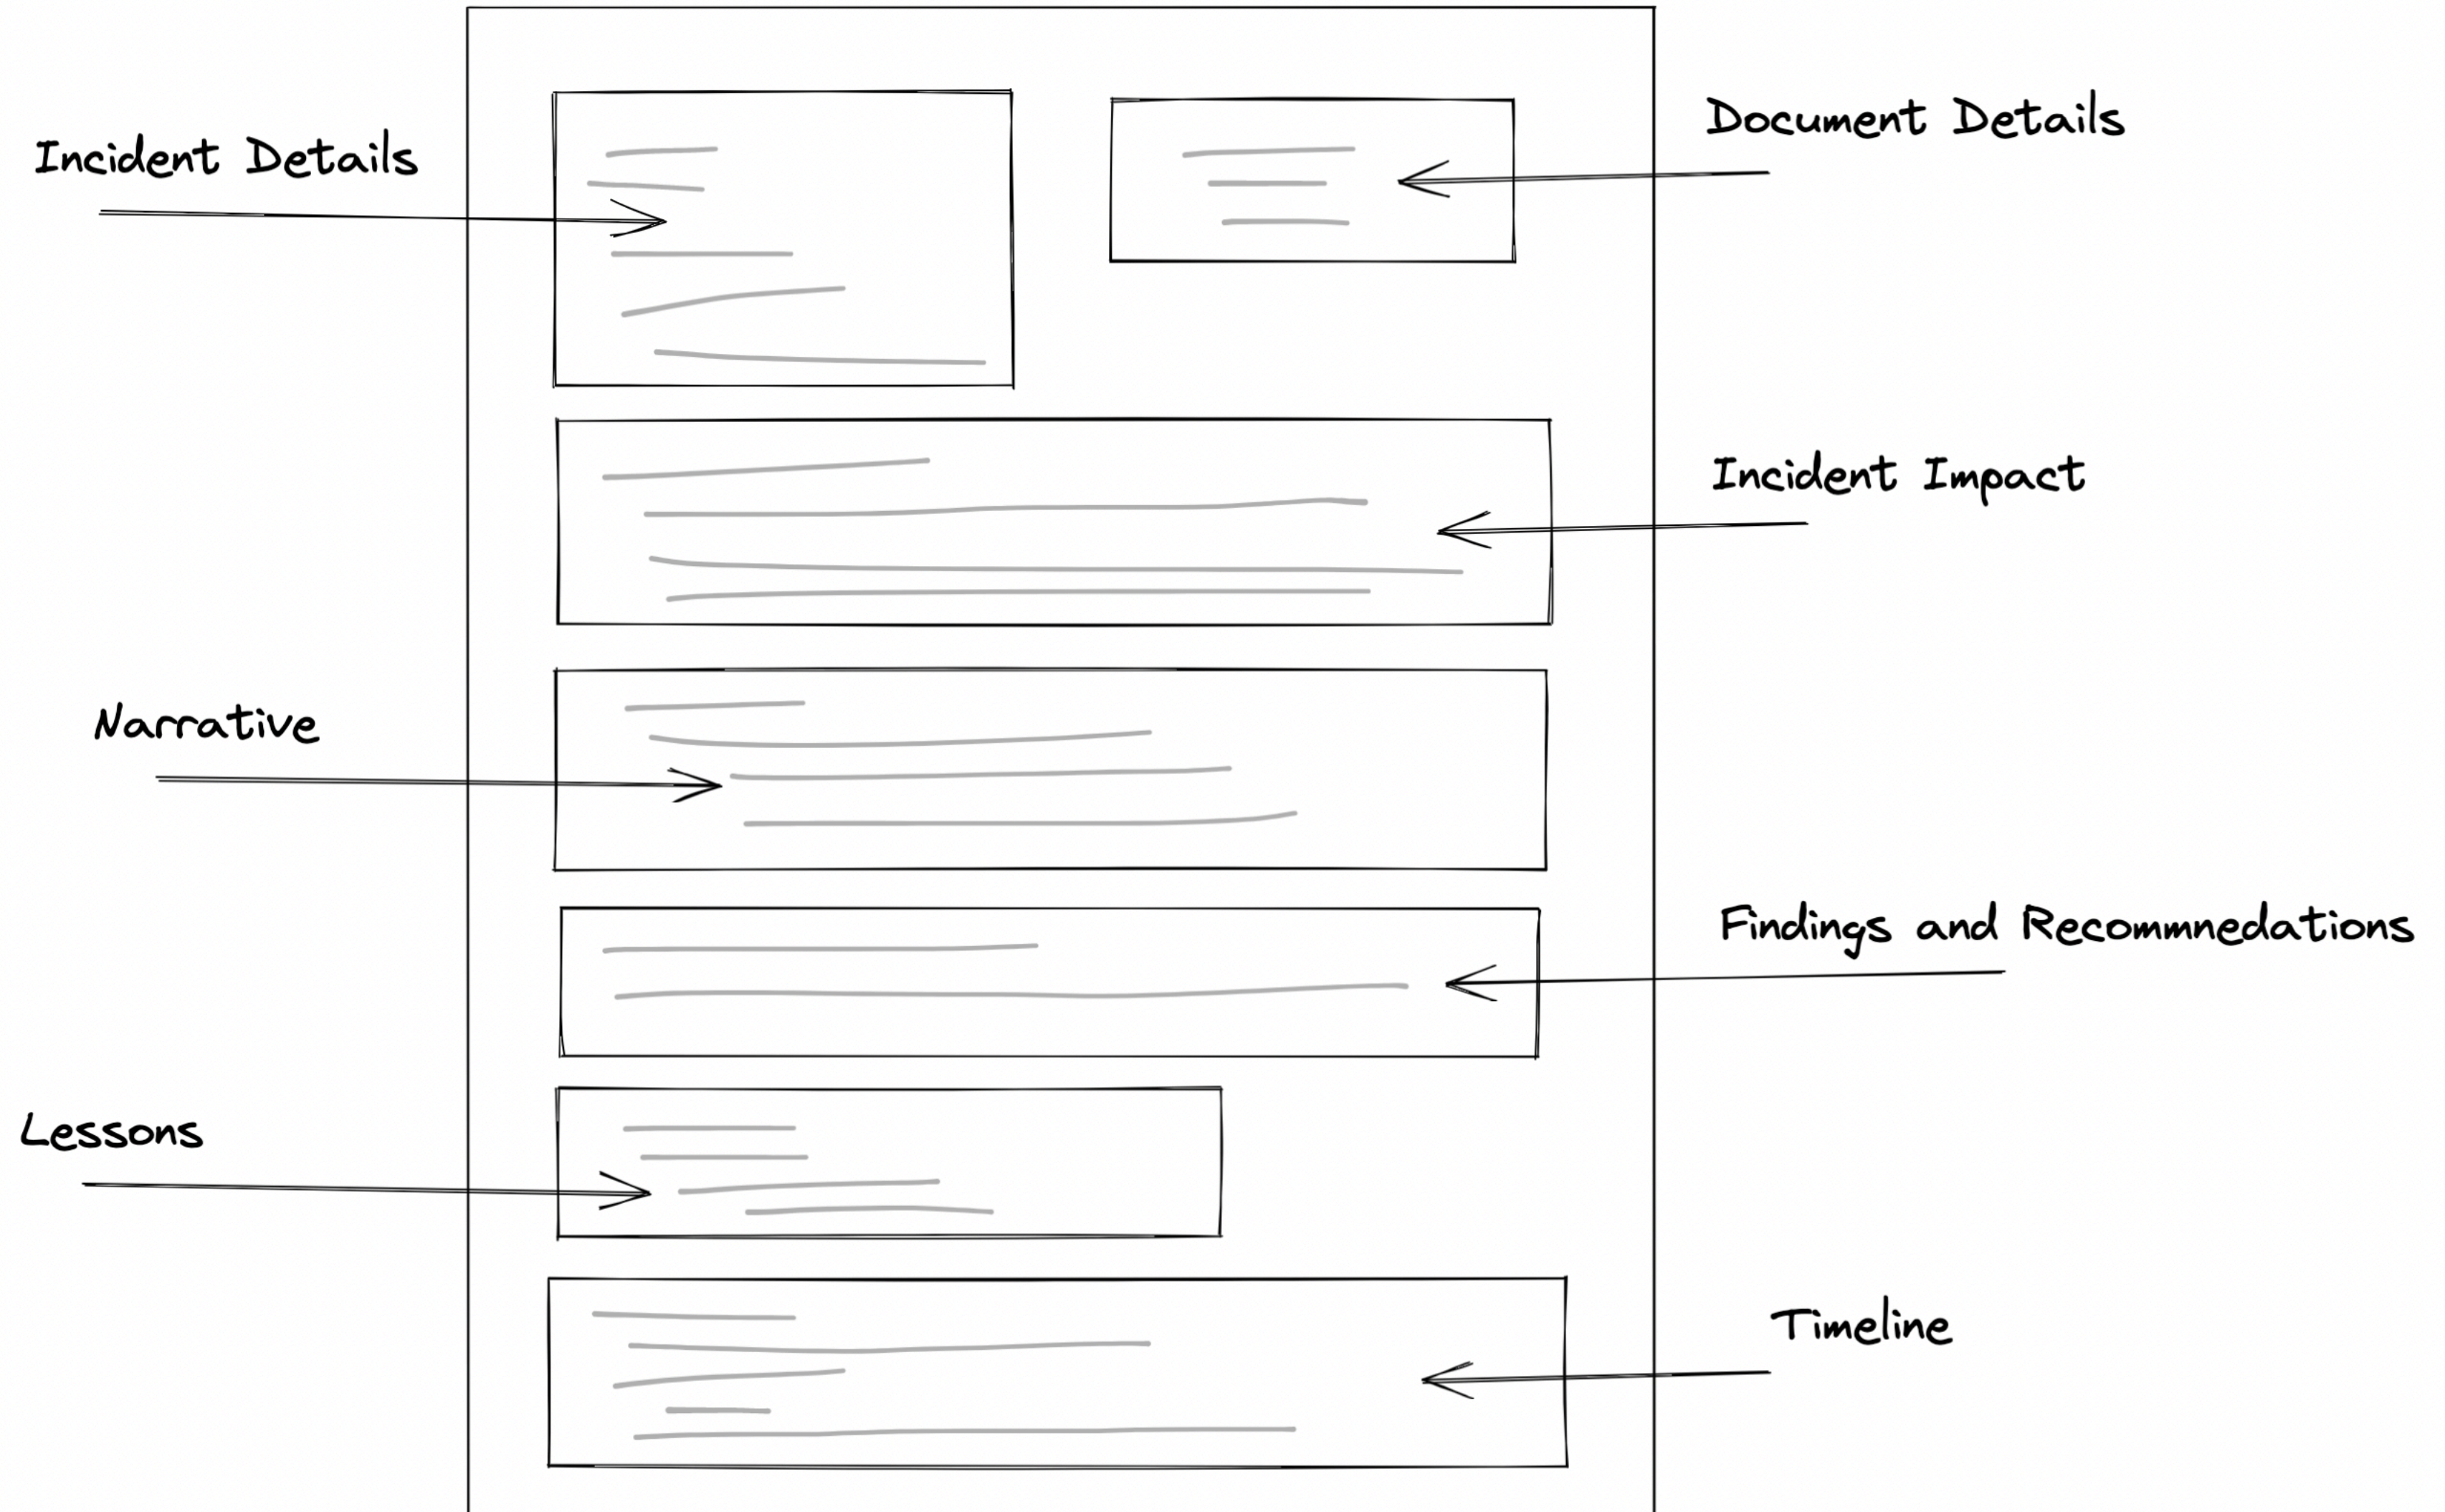 Document Details
Incident Details
Incident Impact
Narrative
Findings and Recommnedations
Lessons
Timeline